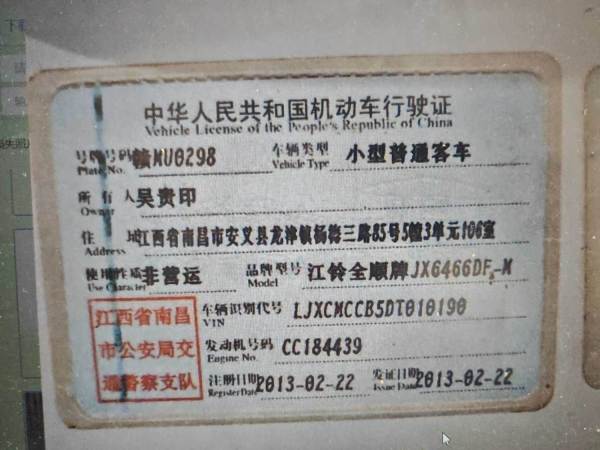 中华人民共和国机动车行驶证
Vehicle License of the People's Republic of China
号牌号码 赣MU0298 车辆类型 小型普通客车
Plate No. Vehicle Type
所有人 吴贵印
Owner
住址 江西省南昌市安义县龙津镇杨梅三路85号5幢3单元106室
Address
使用性质 非营运 品牌型号 江铃全顺牌JX6466DF-M
Use Character Model
江西省南昌 车辆识别代号 LJXCMCCB5DT010190
VIN
市公安局交 发动机号码 CC184439
Engine No.
通警察支队 注册日期 2013-02-22 发证日期 2013-02-22
Register Date Issue Date